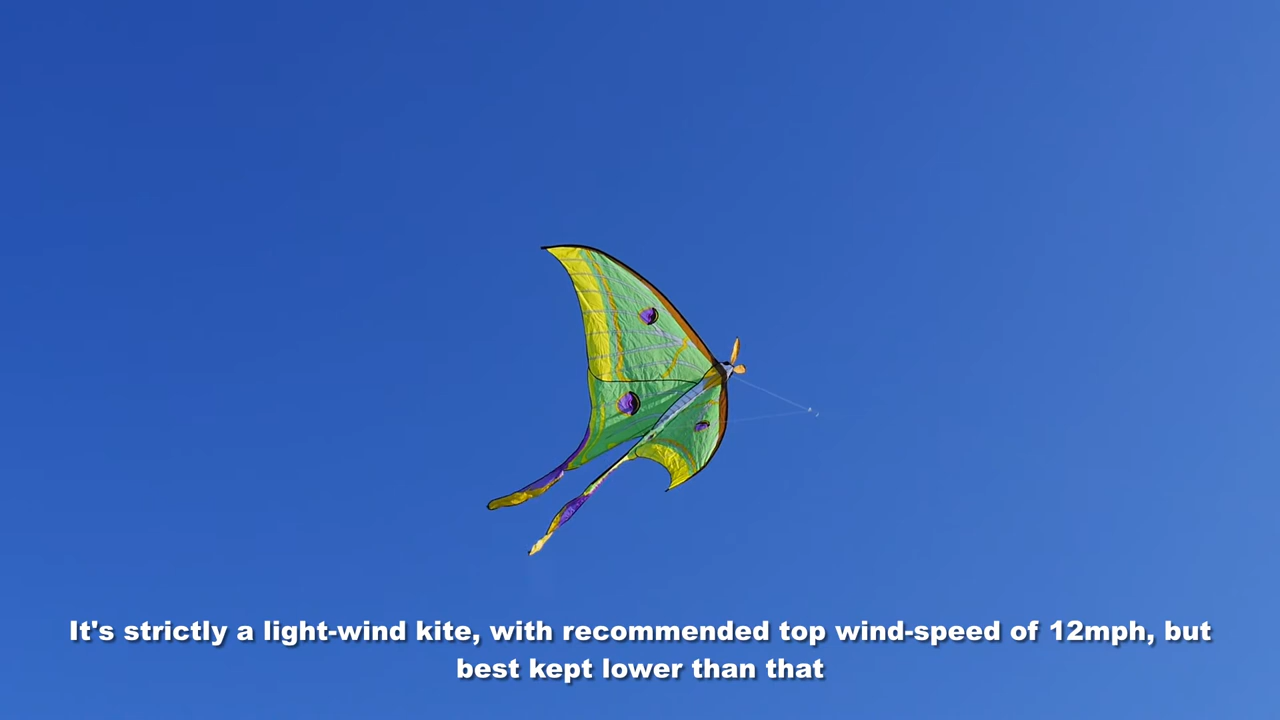 It's strictly a light-wind kite, with recommended top wind-speed of 12mph, but
best kept lower than that